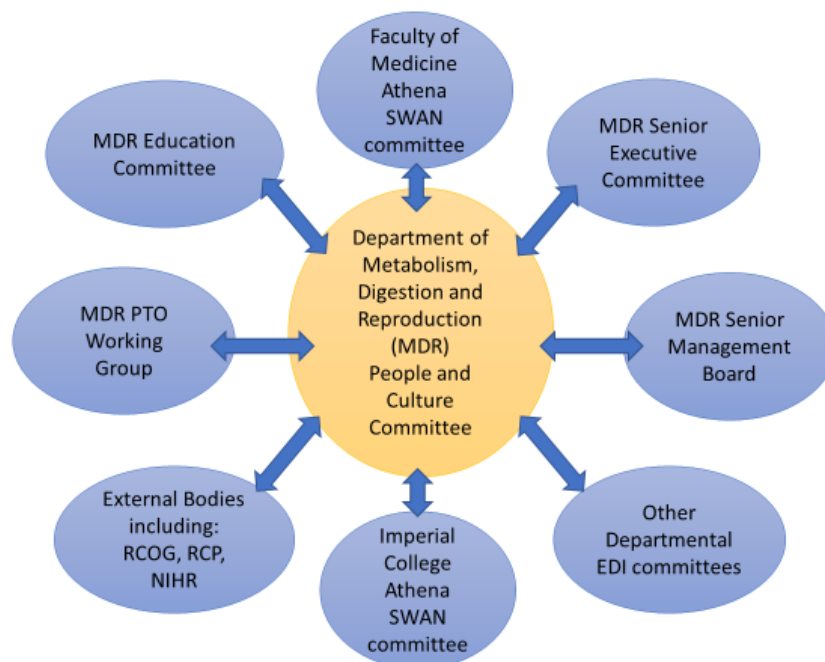 Faculty of
Medicine
Athena
SWAN
committee
MDR Education
Committee
MDR Senior
Executive
Committee
Department of
Metabolism,
Digestion and
Reproduction
(MDR)
People and
Culture
Committee
MDR PTO
Working
Group
MDR Senior
Management
Board
External Bodies
including:
RCOG, RCP,
NIHR
Imperial
College
Athena
SWAN
committee
Other
Departmental
EDI committees